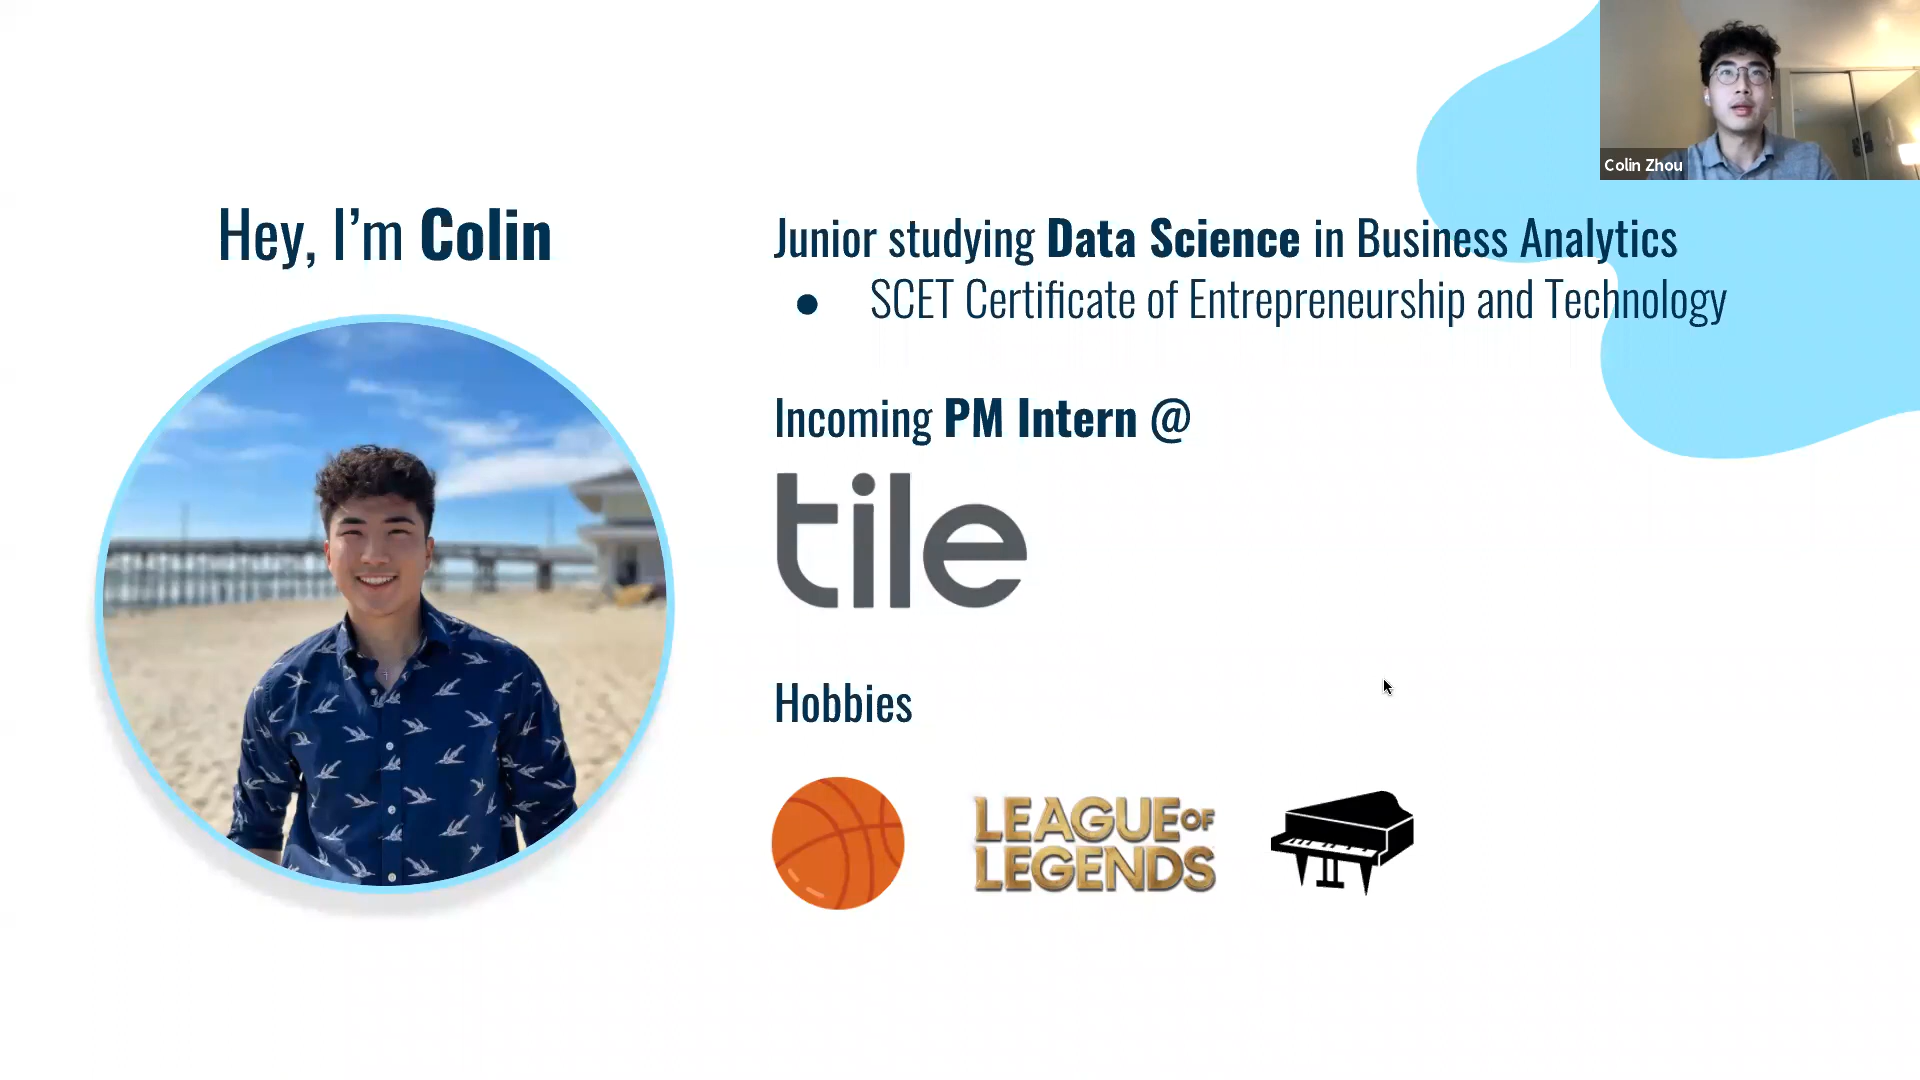 Colin Zhou
Hey, I’m Colin
Junior studying Data Science in Business Analytics
● SCET Certificate of Entrepreneurship and Technology
Incoming PM Intern @
tile
Hobbies
LEAGUE OF
LEGENDS